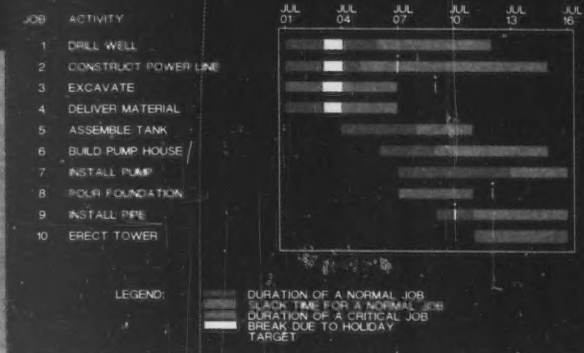 JUL JUL JUL JUL JUL JUL
JOB ACTIVITY 01 04 07 10 13 16
1 DRILL WELL
2 CONSTRUCT POWER LINE
3 EXCAVATE
4 DELIVER MATERIAL
5 ASSEMBLE TANK
6 BUILD PUMP HOUSE
7 INSTALL PUMP
8 POUR FOUNDATION
9 INSTALL PIPE
10 ERECT TOWER
LEGEND: DURATION OF A NORMAL JOB
SLACK TIME FOR A NORMAL JOB
DURATION OF A CRITICAL JOB
BREAK DUE TO HOLIDAY
TARGET